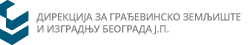 ДИРЕКЦИЈА ЗА ГРАЂЕВИНСКО ЗЕМЉИШТЕ
И ИЗГРАДЊУ БЕОГРАДА Ј.П.